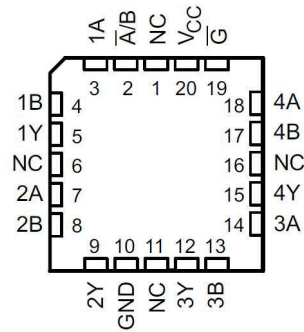 1A A̅/B NC VCC G̅
3 2 1 20 19
1B 4 18 4A
1Y 5 17 4B
NC 6 16 NC
2A 7 15 4Y
2B 8 14 3A
9 10 11 12 13
2Y GND NC 3Y 3B